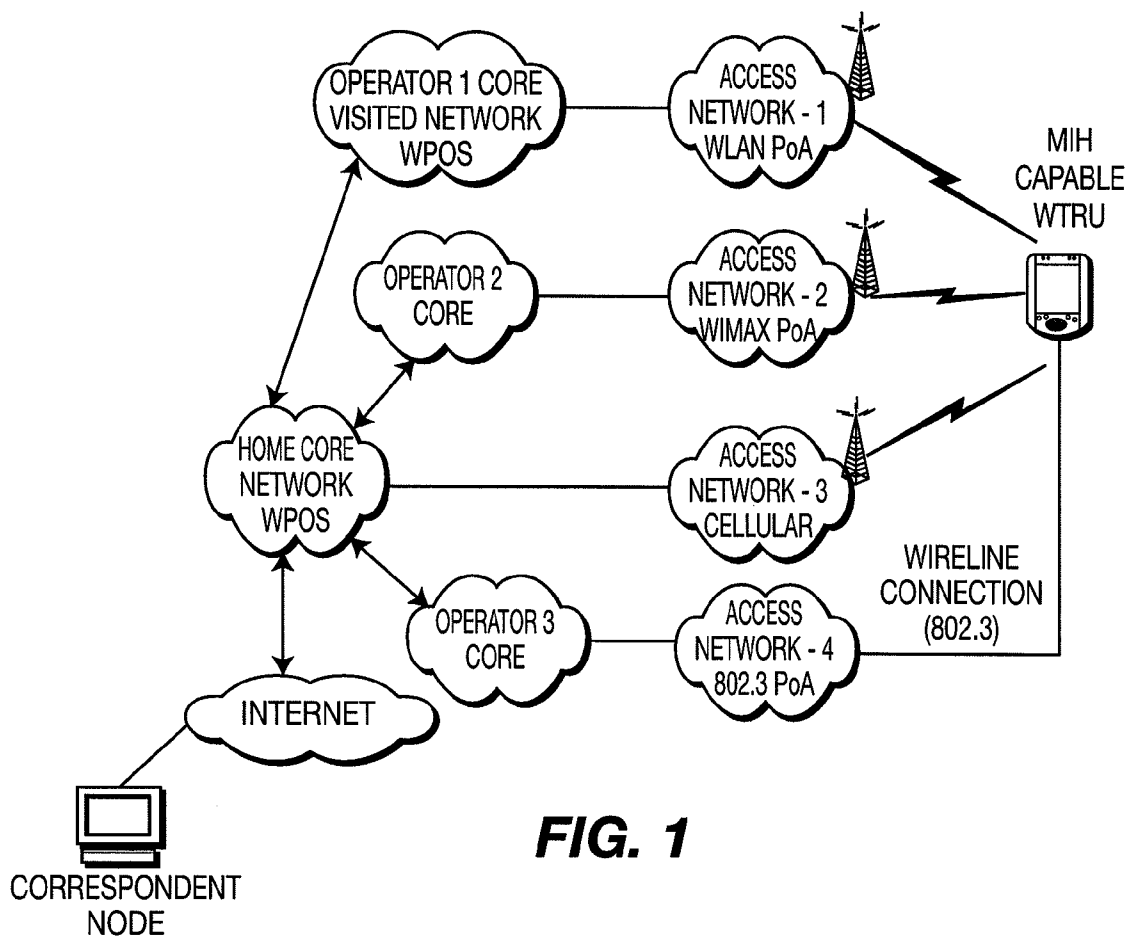 OPERATOR 1 CORE
VISITED NETWORK
WPOS
ACCESS
NETWORK - 1
WLAN PoA
MIH
CAPABLE
WTRU
OPERATOR 2
CORE
ACCESS
NETWORK - 2
WIMAX PoA
HOME CORE
NETWORK
WPOS
ACCESS
NETWORK - 3
CELLULAR
WIRELINE
CONNECTION
(802.3)
OPERATOR 3
CORE
ACCESS
NETWORK - 4
802.3 PoA
INTERNET
CORRESPONDENT
NODE
FIG. 1